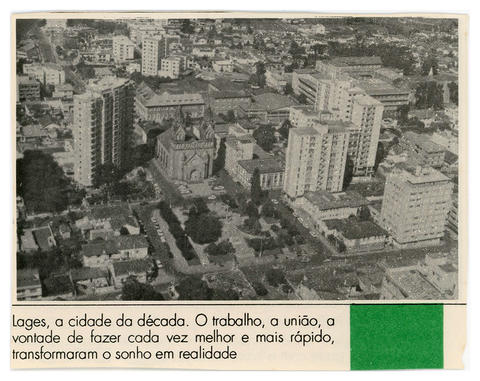 Lages, a cidade da década. O trabalho, a união, a
vontade de fazer cada vez melhor e mais rápido,
transformaram o sonho em realidade